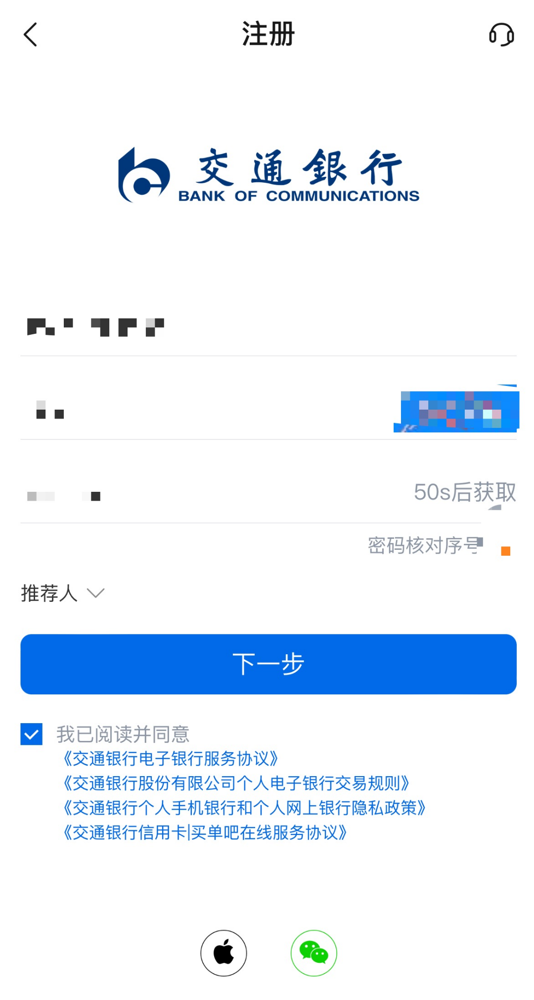 注册
交通銀行
BANK OF COMMUNICATIONS
50s后获取
密码核对序号
推荐人
下一步
我已阅读并同意
《交通银行电子银行服务协议》
《交通银行股份有限公司个人电子银行交易规则》
《交通银行个人手机银行和个人网上银行隐私政策》
《交通银行信用卡|买单吧在线服务协议》